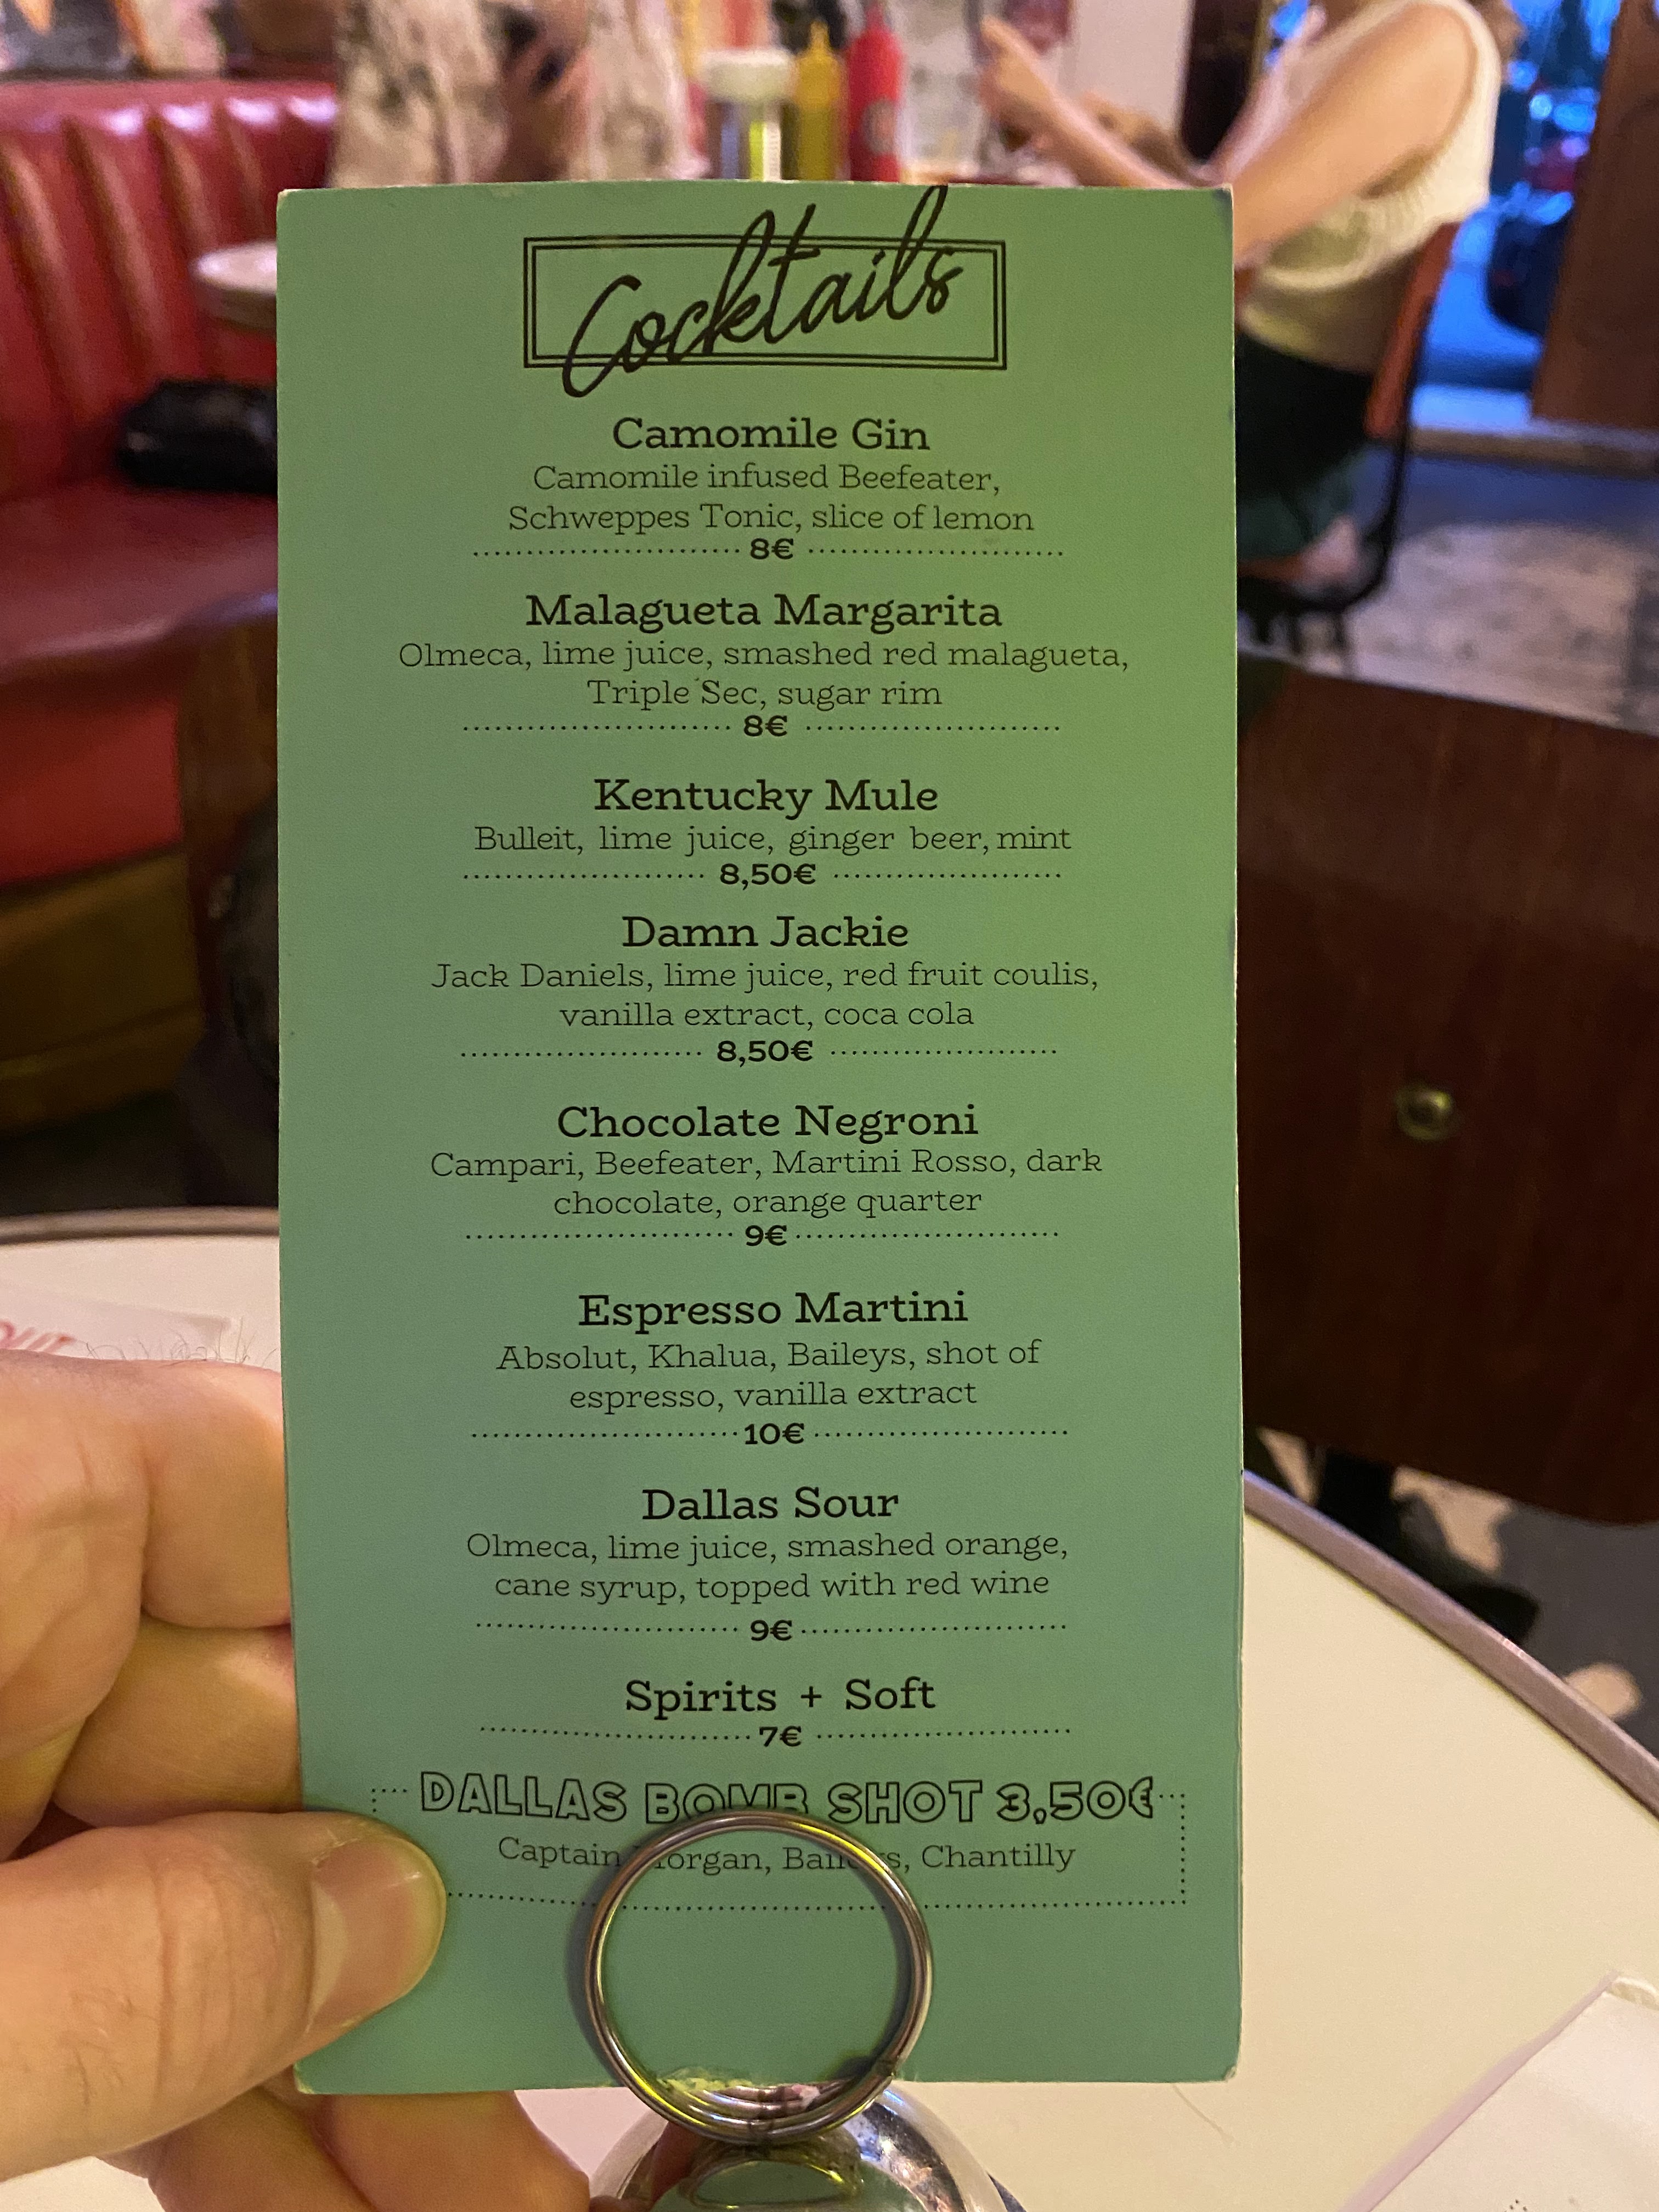 Cocktails
Camomile Gin
Camomile infused Beefeater,
Schweppes Tonic, slice of lemon
8€
Malagueta Margarita
Olmeca, lime juice, smashed red malagueta,
Triple Sec, sugar rim
8€
Kentucky Mule
Bulleit, lime juice, ginger beer, mint
8,50€
Damn Jackie
Jack Daniels, lime juice, red fruit coulis,
vanilla extract, coca cola
8,50€
Chocolate Negroni
Campari, Beefeater, Martini Rosso, dark
chocolate, orange quarter
9€
Espresso Martini
Absolut, Khalua, Baileys, shot of
espresso, vanilla extract
10€
Dallas Sour
Olmeca, lime juice, smashed orange,
cane syrup, topped with red wine
9€
Spirits + Soft
7€
DALLAS BOMB SHOT 3,50€
Captain Morgan, Baileys, Chantilly